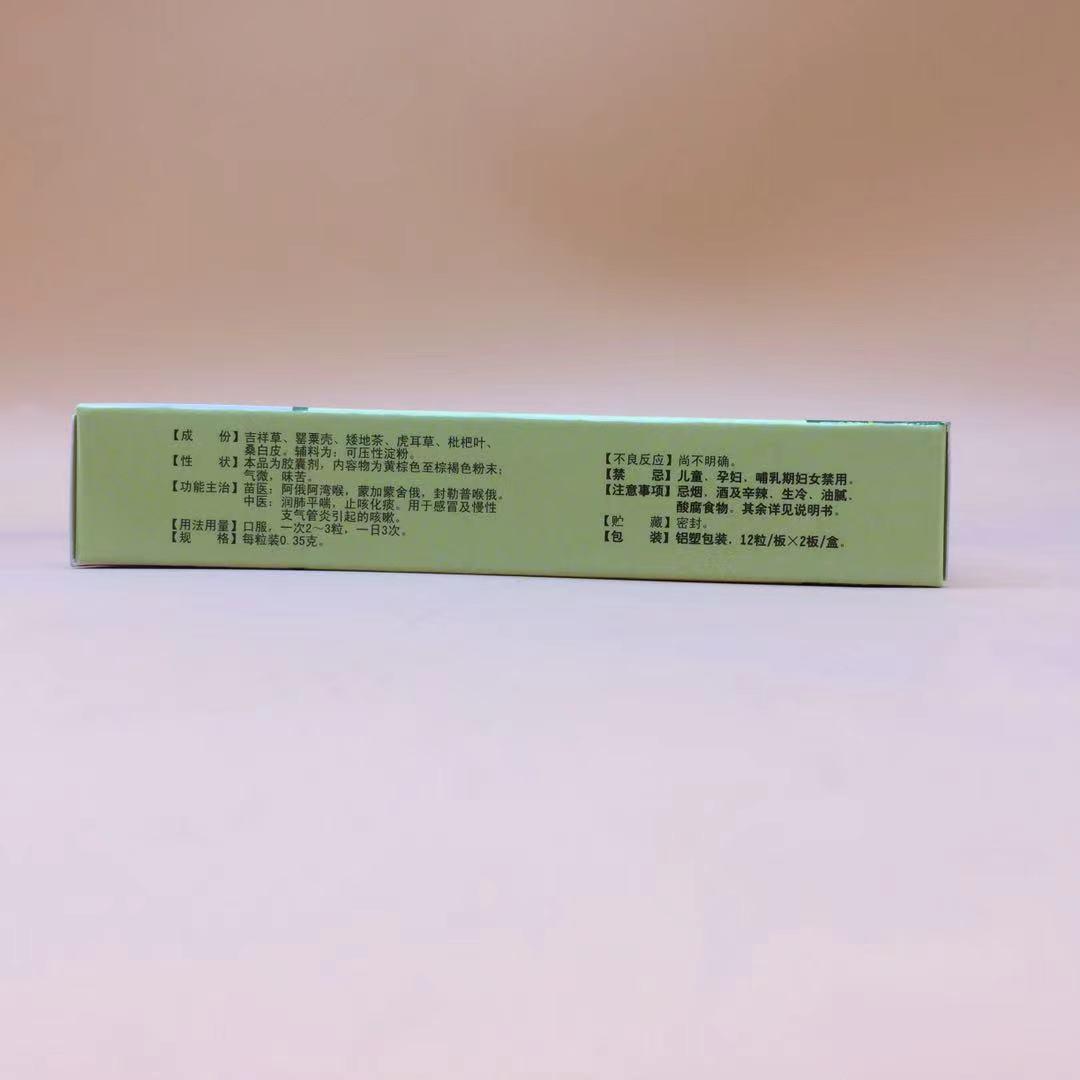 【成　份】吉祥草、罂粟壳、矮地茶、虎耳草、枇杷叶、
桑白皮。辅料为：可压性淀粉。
【性　状】本品为胶囊剂，内容物为黄棕色至棕褐色粉末；
气微，味苦。
【功能主治】苗医：阿俄阿湾喉，蒙加蒙舍俄，封勒普喉俄。
中医：润肺平喘，止咳化痰。用于感冒及慢性
支气管炎引起的咳嗽。
【用法用量】口服，一次2～3粒，一日3次。
【规　格】每粒装0.35克。
【不良反应】尚不明确。
【禁　忌】儿童、孕妇、哺乳期妇女禁用。
【注意事项】忌烟、酒及辛辣、生冷、油腻、
酸腐食物。其余详见说明书。
【贮　藏】密封。
【包　装】铝塑包装，12粒/板×2板/盒。